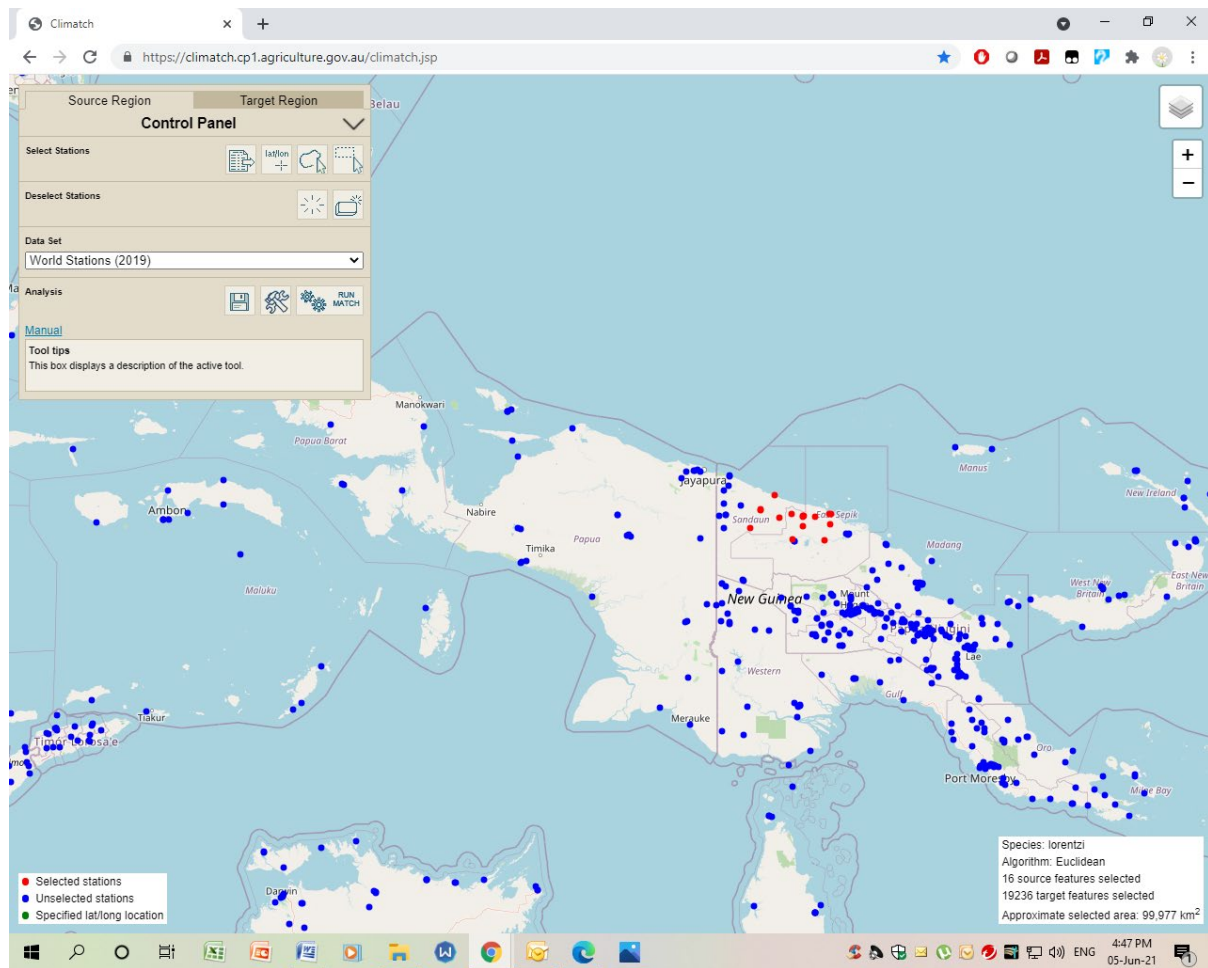 Climatch
https://climatch.cp1.agriculture.gov.au/climatch.jsp
Source Region
Target Region
Control Panel
Select Stations
lat/lon
Deselect Stations
Data Set
World Stations (2019)
Analysis
RUN
MATCH
Manual
Tool tips
This box displays a description of the active tool.
Belau
+
−
Manokwari
Papua Barat
Manus
Jayapura
New Ireland
Ambon
Nabire
Sandaun
East Sepik
Papua
Timika
Madang
Maluku
New Guinea
Mount
West New
Britain
East New
Britain
Lae
Western
Gulf
Merauke
Tiakur
Timór Lorosa'e
Oro
Port Moresby
Milne Bay
Darwin
Species: lorentzi
Algorithm: Euclidean
16 source features selected
19236 target features selected
Approximate selected area: 99,977 km2
Selected stations
Unselected stations
Specified lat/long location
ENG
4:47 PM
05-Jun-21